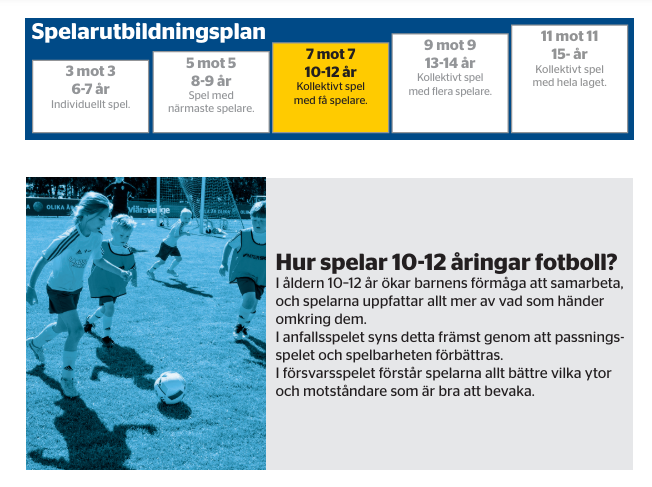 Spelarutbildningsplan
3 mot 3
6-7 år
Individuellt spel.
5 mot 5
8-9 år
Spel med
närmaste spelare.
7 mot 7
10-12 år
Kollektivt spel
med få spelare.
9 mot 9
13-14 år
Kollektivt spel
med flera spelare.
11 mot 11
15- år
Kollektivt spel
med hela laget.
Hur spelar 10-12 åringar fotboll?
I åldern 10–12 år ökar barnens förmåga att samarbeta,
och spelarna uppfattar allt mer av vad som händer
omkring dem.
I anfallsspelet syns detta främst genom att passnings-
spelet och spelbarheten förbättras.
I försvarsspelet förstår spelarna allt bättre vilka ytor
och motståndare som är bra att bevaka.